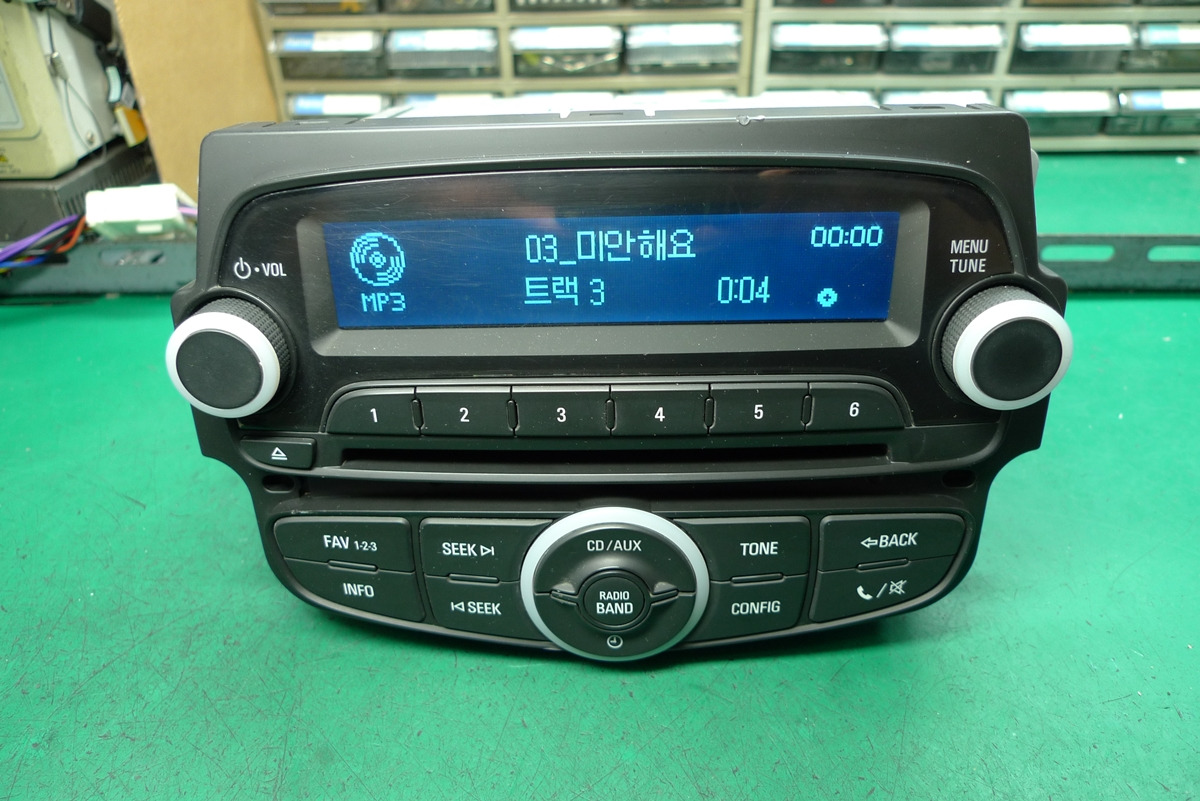 03_미안해요
00:00
MP3
트랙 3
0:04
VOL
MENU
TUNE
1
2
3
4
5
6
FAV 1-2-3
SEEK
CD/AUX
TONE
BACK
INFO
SEEK
RADIO
BAND
CONFIG